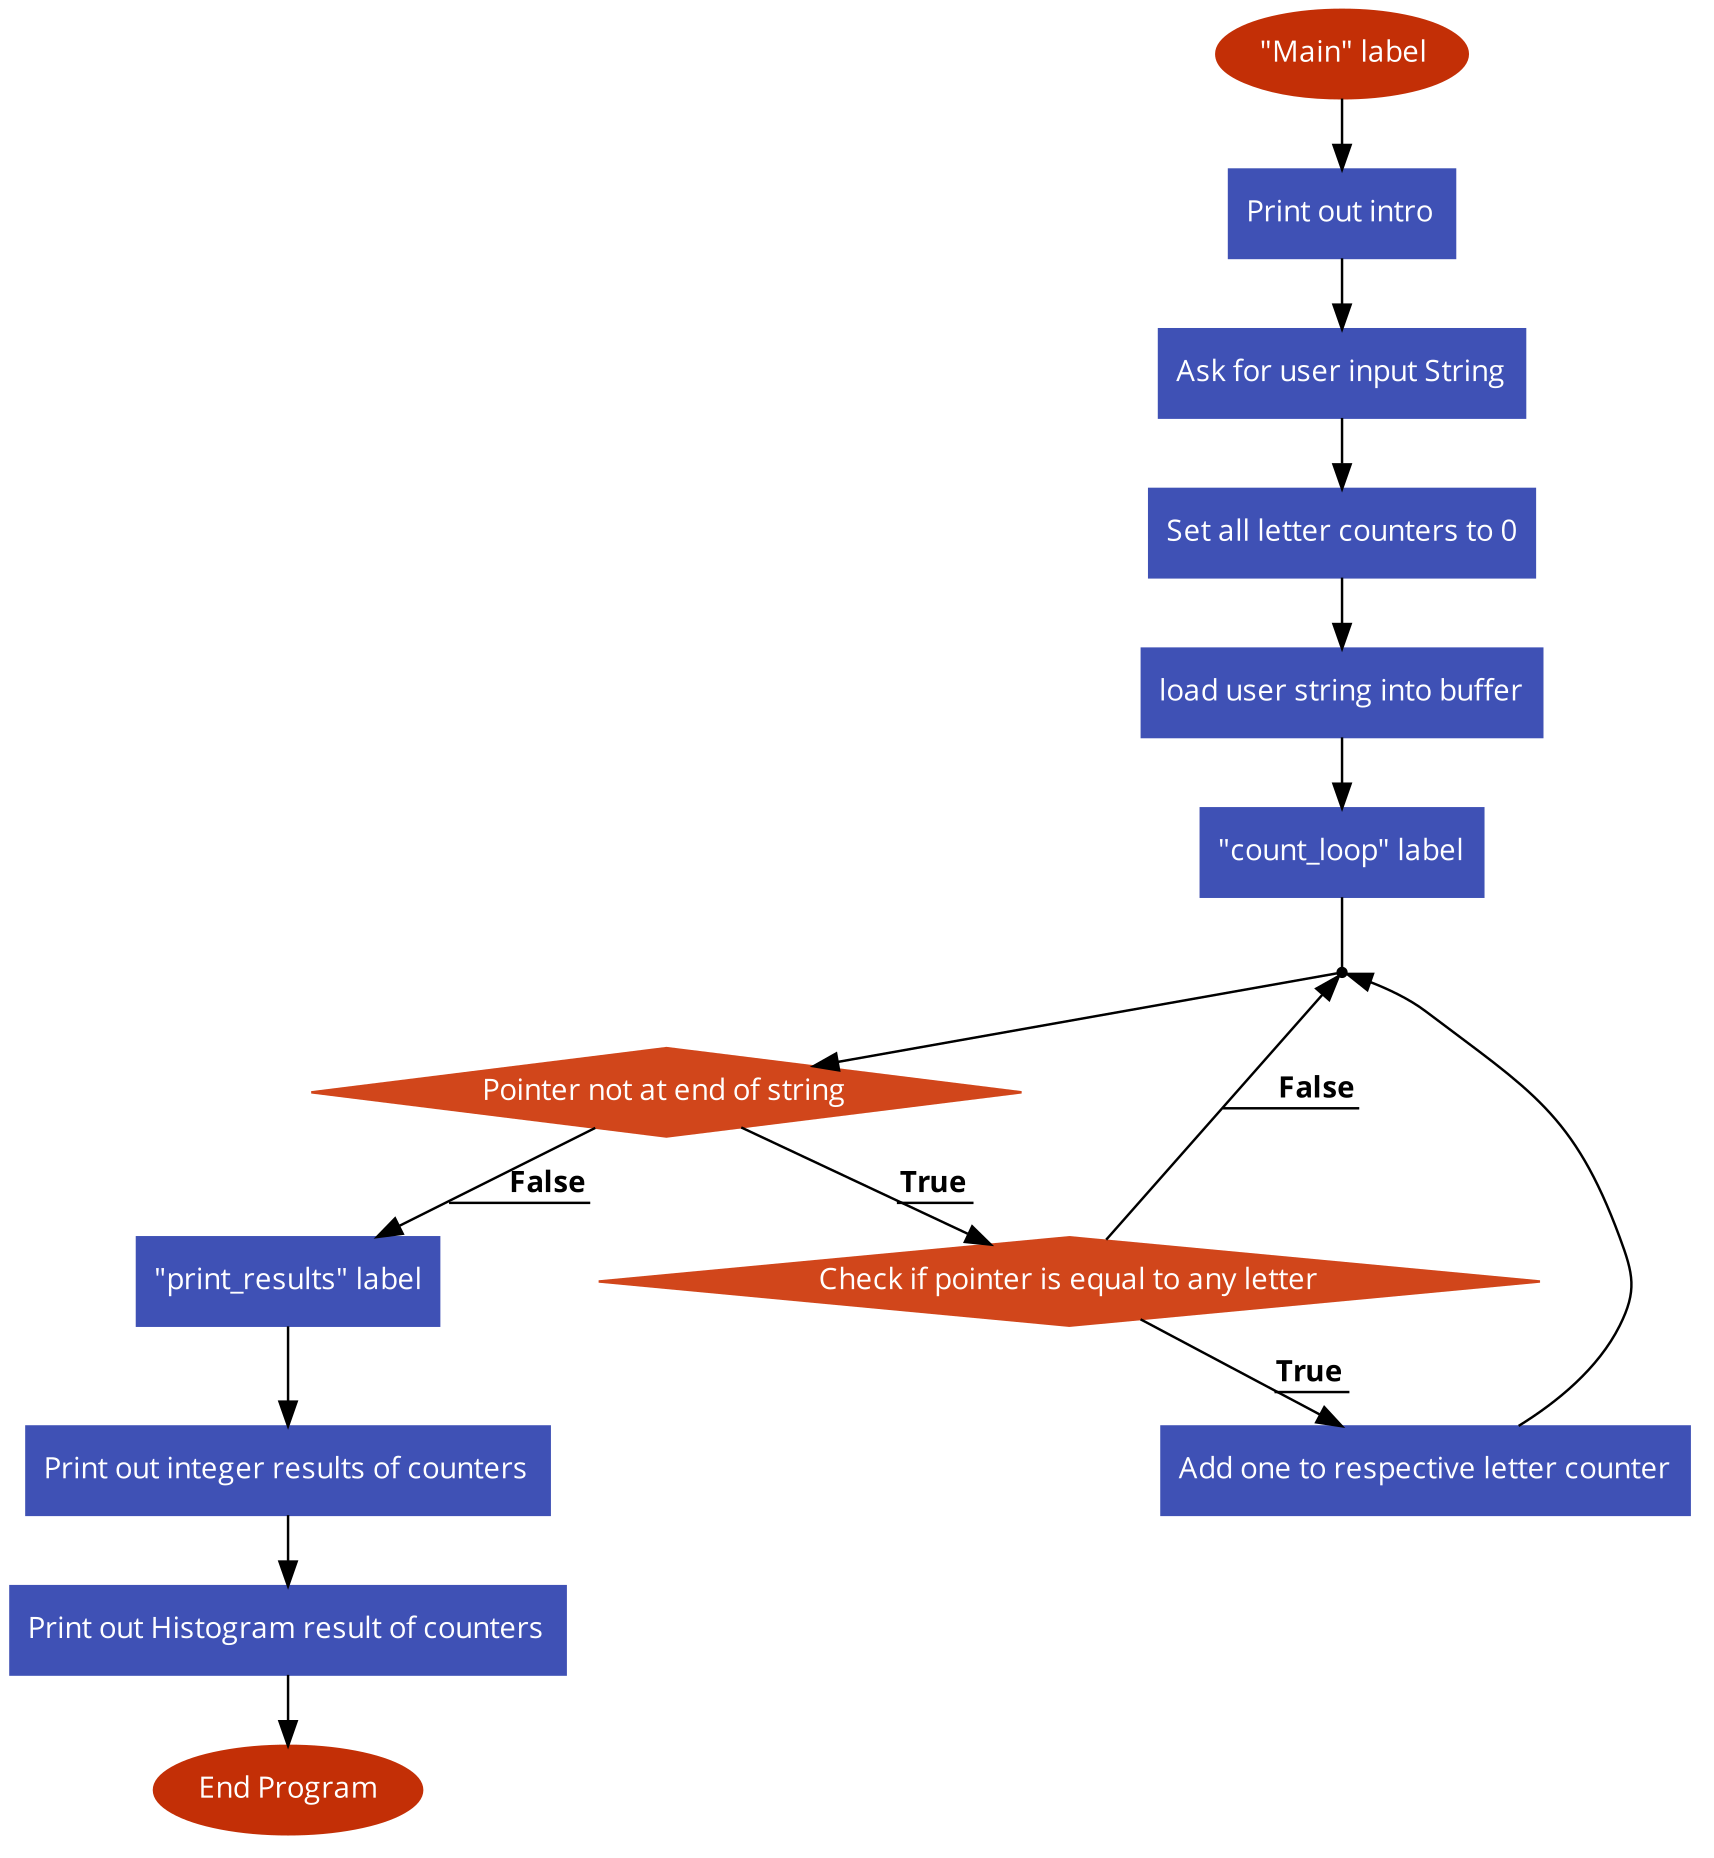 "Main" label
Print out intro
Ask for user input String
Set all letter counters to 0
load user string into buffer
"count_loop" label
Pointer not at end of string
False
False
True
"print_results" label
Check if pointer is equal to any letter
True
Print out integer results of counters
Add one to respective letter counter
Print out Histogram result of counters
End Program